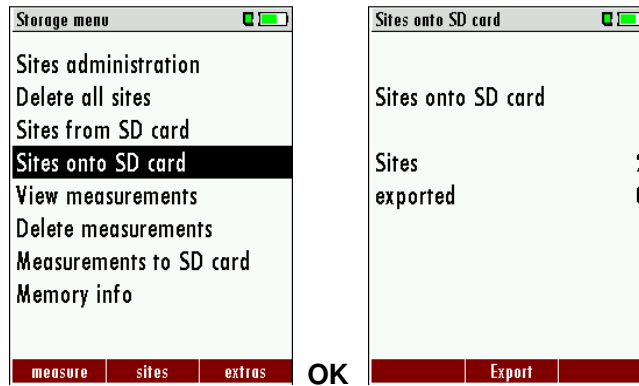 Storage menu
Sites administration
Delete all sites
Sites from SD card
Sites onto SD card
View measurements
Delete measurements
Measurements to SD card
Memory info
measure sites extras
OK
Sites onto SD card
Sites onto SD card
Sites
exported
Export